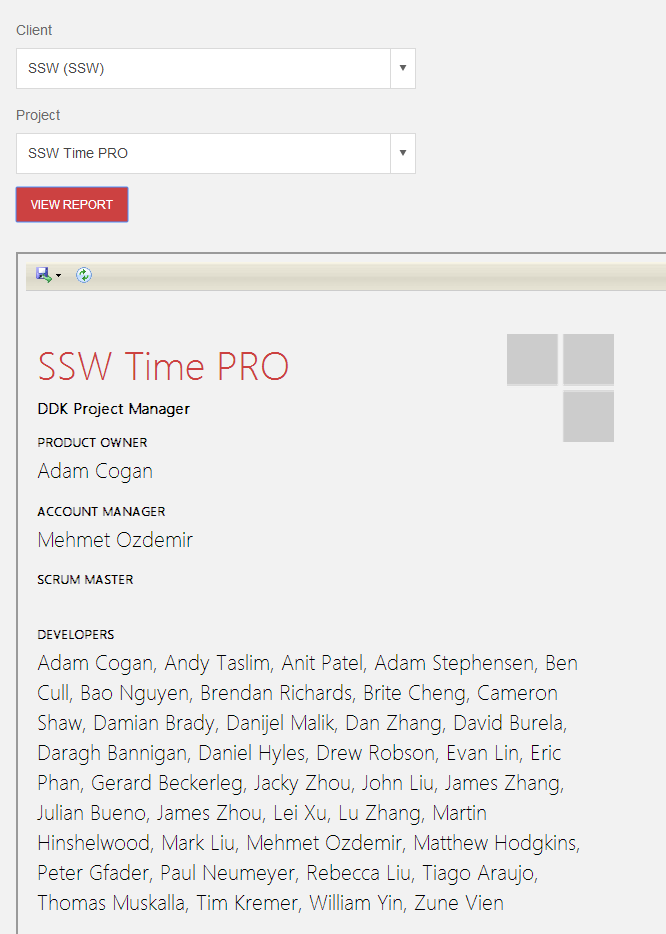 Client
SSW (SSW)
Project
SSW Time PRO
VIEW REPORT
SSW Time PRO
DDK Project Manager
PRODUCT OWNER
Adam Cogan
ACCOUNT MANAGER
Mehmet Ozdemir
SCRUM MASTER
DEVELOPERS
Adam Cogan, Andy Taslim, Anit Patel, Adam Stephensen, Ben
Cull, Bao Nguyen, Brendan Richards, Brite Cheng, Cameron
Shaw, Damian Brady, Danijel Malik, Dan Zhang, David Burela,
Daragh Bannigan, Daniel Hyles, Drew Robson, Evan Lin, Eric
Phan, Gerard Beckerleg, Jacky Zhou, John Liu, James Zhang,
Julian Bueno, James Zhou, Lei Xu, Lu Zhang, Martin
Hinshelwood, Mark Liu, Mehmet Ozdemir, Matthew Hodgkins,
Peter Gfader, Paul Neumeyer, Rebecca Liu, Tiago Araujo,
Thomas Muskalla, Tim Kremer, William Yin, Zune Vien